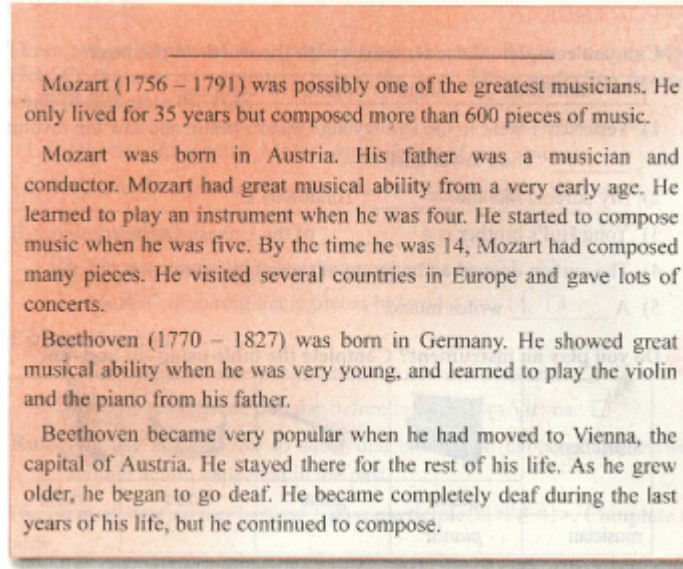 Mozart (1756 – 1791) was possibly one of the greatest musicians. He
only lived for 35 years but composed more than 600 pieces of music.
Mozart was born in Austria. His father was a musician and
conductor. Mozart had great musical ability from a very early age. He
learned to play an instrument when he was four. He started to compose
music when he was five. By the time he was 14, Mozart had composed
many pieces. He visited several countries in Europe and gave lots of
concerts.
Beethoven (1770 – 1827) was born in Germany. He showed great
musical ability when he was very young, and learned to play the violin
and the piano from his father.
Beethoven became very popular when he had moved to Vienna, the
capital of Austria. He stayed there for the rest of his life. As he grew
older, he began to go deaf. He became completely deaf during the last
years of his life, but he continued to compose.